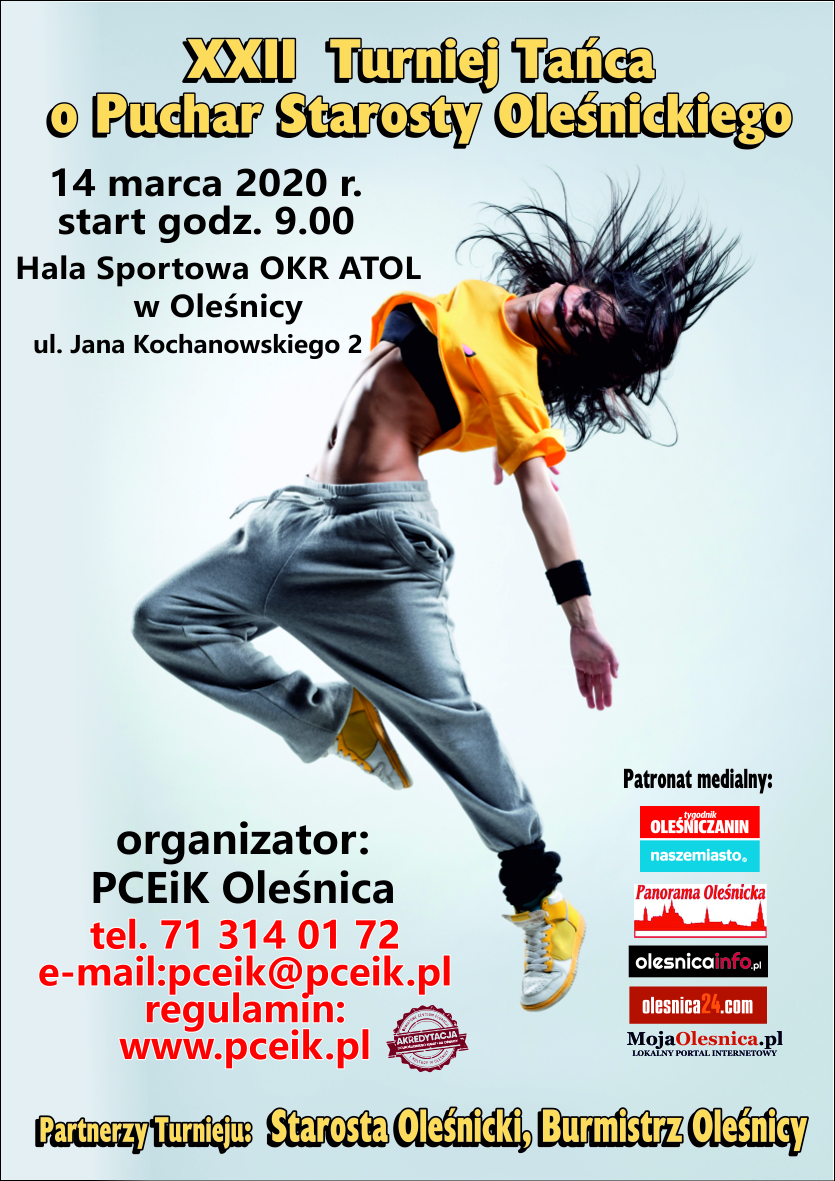 XXII Turniej Tańca
o Puchar Starosty Oleśnickiego
14 marca 2020 r.
start godz. 9.00
Hala Sportowa OKR ATOL
w Oleśnicy
ul. Jana Kochanowskiego 2
Patronat medialny:
tygodnik
OLEŚNICZANIN
naszemiasto.
Panorama Oleśnicka
olesnicainfo.pl
olesnica24.com
MojaOlesnica.pl
LOKALNY PORTAL INTERNETOWY
organizator:
PCEiK Oleśnica
tel. 71 314 01 72
e-mail:pceik@pceik.pl
regulamin:
www.pceik.pl
AKREDYTACJA
Partnerzy Turnieju: Starosta Oleśnicki, Burmistrz Oleśnicy